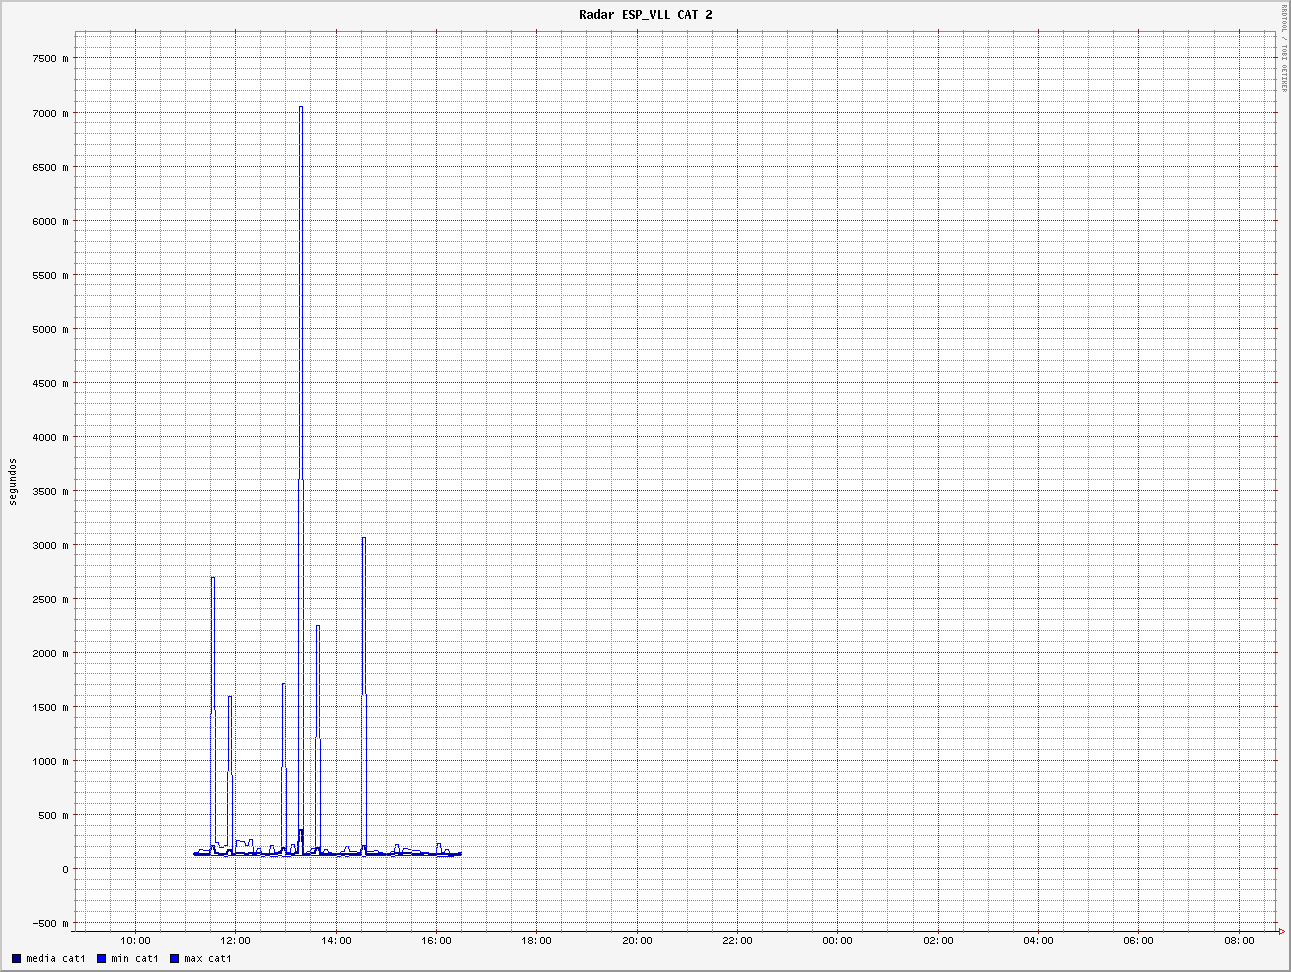 Radar ESP_VLL CAT 2
RRDTOOL / TOBI OETIKER
segundos
7500 m
7000 m
6500 m
6000 m
5500 m
5000 m
4500 m
4000 m
3500 m
3000 m
2500 m
2000 m
1500 m
1000 m
500 m
0
-500 m
10:00 12:00 14:00 16:00 18:00 20:00 22:00 00:00 02:00 04:00 06:00 08:00
media cat1 min cat1 max cat1